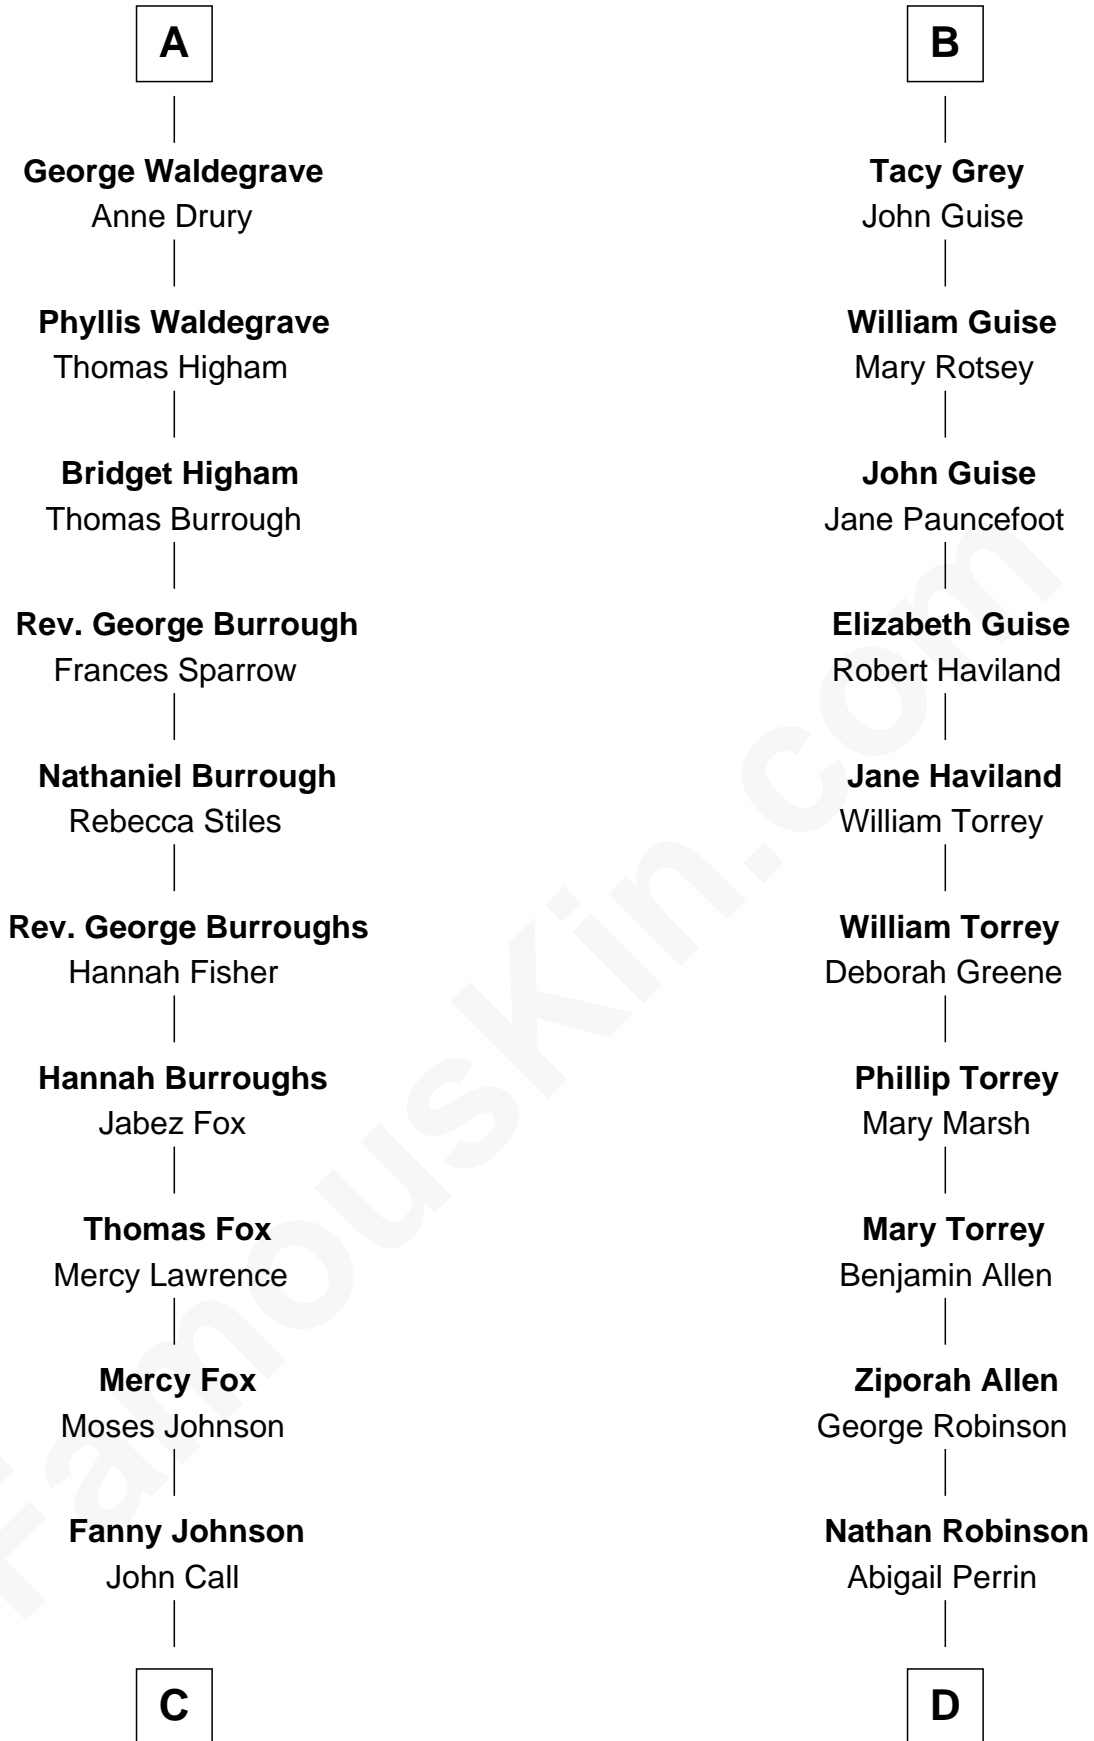 A
George Waldegrave
Anne Drury
Phyllis Waldegrave
Thomas Higham
Bridget Higham
Thomas Burrough
Rev. George Burrough
Frances Sparrow
Nathaniel Burrough
Rebecca Stiles
Rev. George Burroughs
Hannah Fisher
Hannah Burroughs
Jabez Fox
Thomas Fox
Mercy Lawrence
Mercy Fox
Moses Johnson
Fanny Johnson
John Call
C
B
Tacy Grey
John Guise
William Guise
Mary Rotsey
John Guise
Jane Pauncefoot
Elizabeth Guise
Robert Haviland
Jane Haviland
William Torrey
William Torrey
Deborah Greene
Phillip Torrey
Mary Marsh
Mary Torrey
Benjamin Allen
Ziporah Allen
George Robinson
Nathan Robinson
Abigail Perrin
D
FamousKin.com